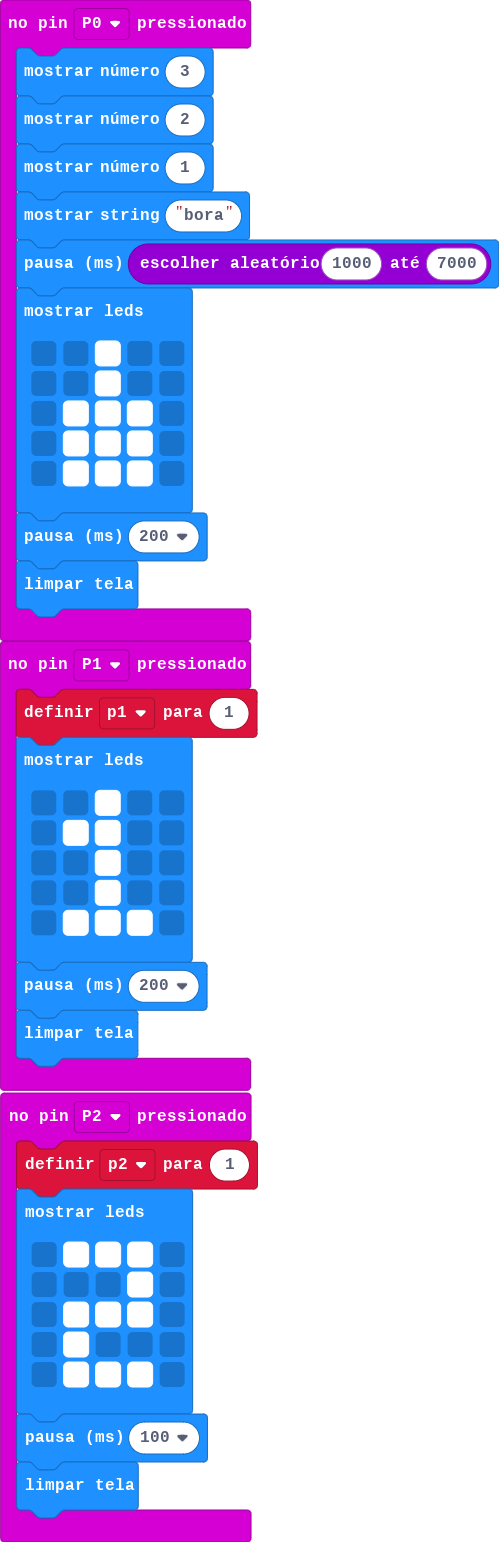 no pin P0 pressionado
mostrar número 3
mostrar número 2
mostrar número 1
mostrar string "bora"
pausa (ms) escolher aleatório 1000 até 7000
mostrar leds
pausa (ms) 200
limpar tela
no pin P1 pressionado
definir p1 para 1
mostrar leds
pausa (ms) 200
limpar tela
no pin P2 pressionado
definir p2 para 1
mostrar leds
pausa (ms) 100
limpar tela